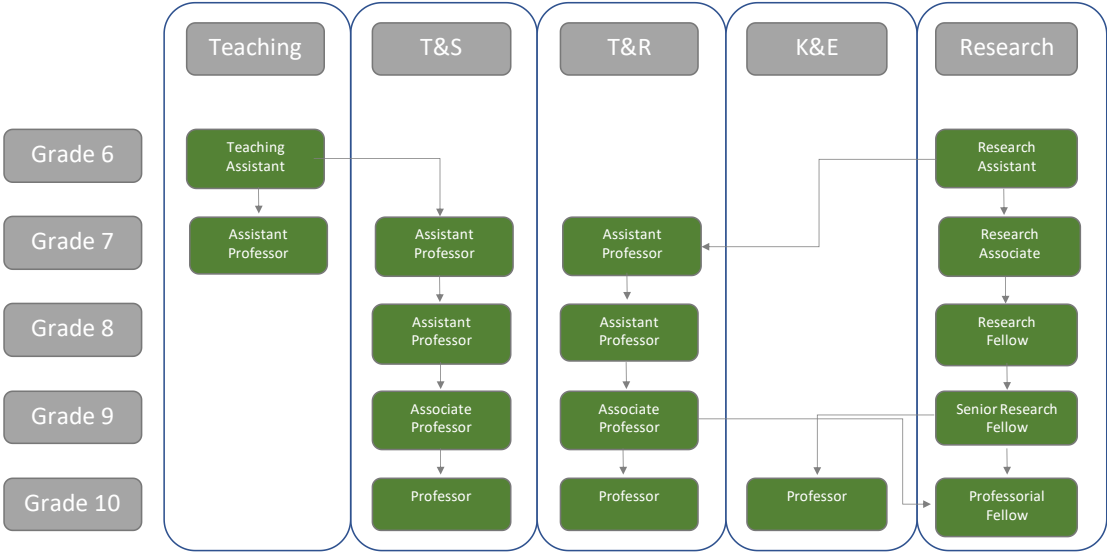 Teaching
T&S
T&R
K&E
Research
Grade 6
Teaching
Assistant
Research
Assistant
Grade 7
Assistant
Professor
Assistant
Professor
Assistant
Professor
Research
Associate
Grade 8
Assistant
Professor
Assistant
Professor
Research
Fellow
Grade 9
Associate
Professor
Associate
Professor
Senior Research
Fellow
Grade 10
Professor
Professor
Professor
Professorial
Fellow